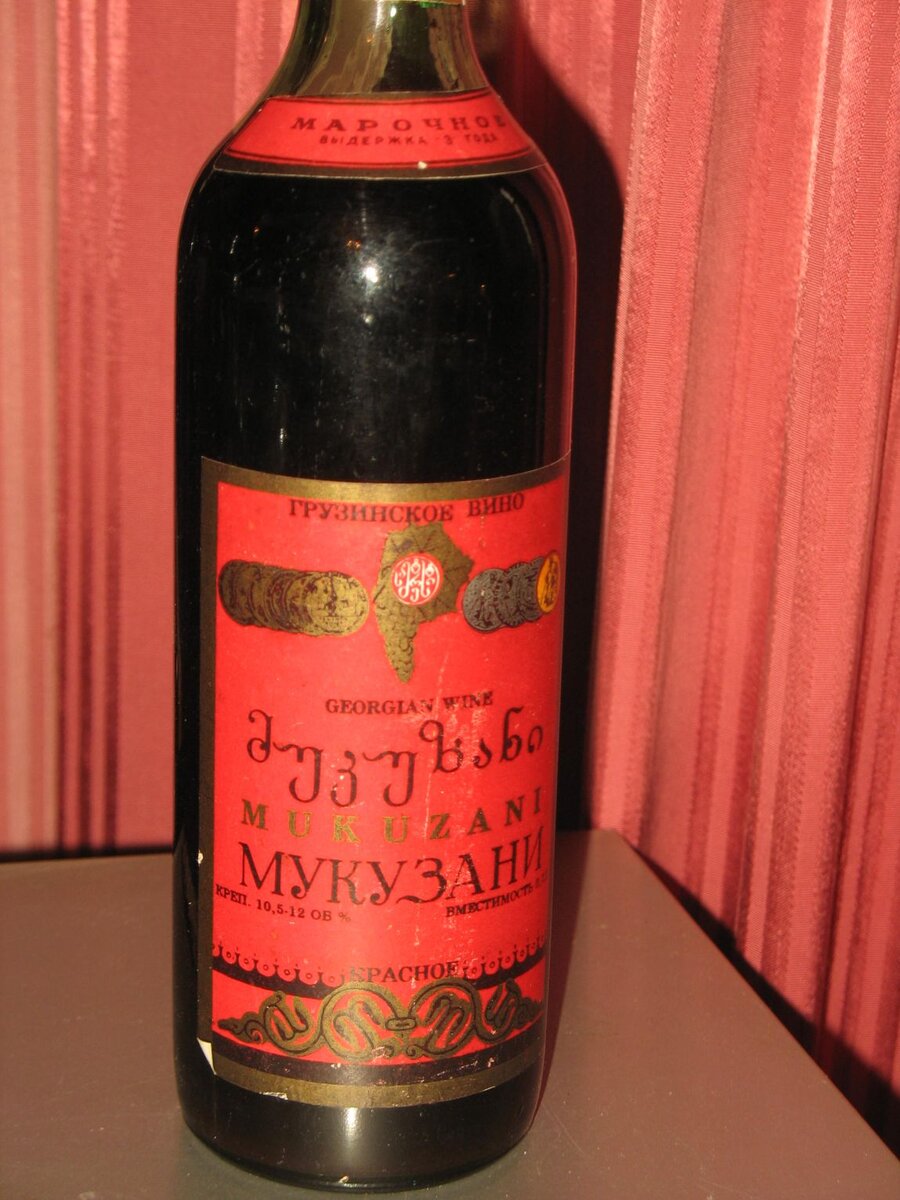 МАРОЧНОЕ
ВЫДЕРЖКА 3 ГОДА
ГРУЗИНСКОЕ ВИНО
GEORGIAN WINE
მუკუზანი
MUKUZANI
МУКУЗАНИ
КРЕП. 10,5-12 ОБ % ВМЕСТИМОСТЬ
КРАСНОЕ